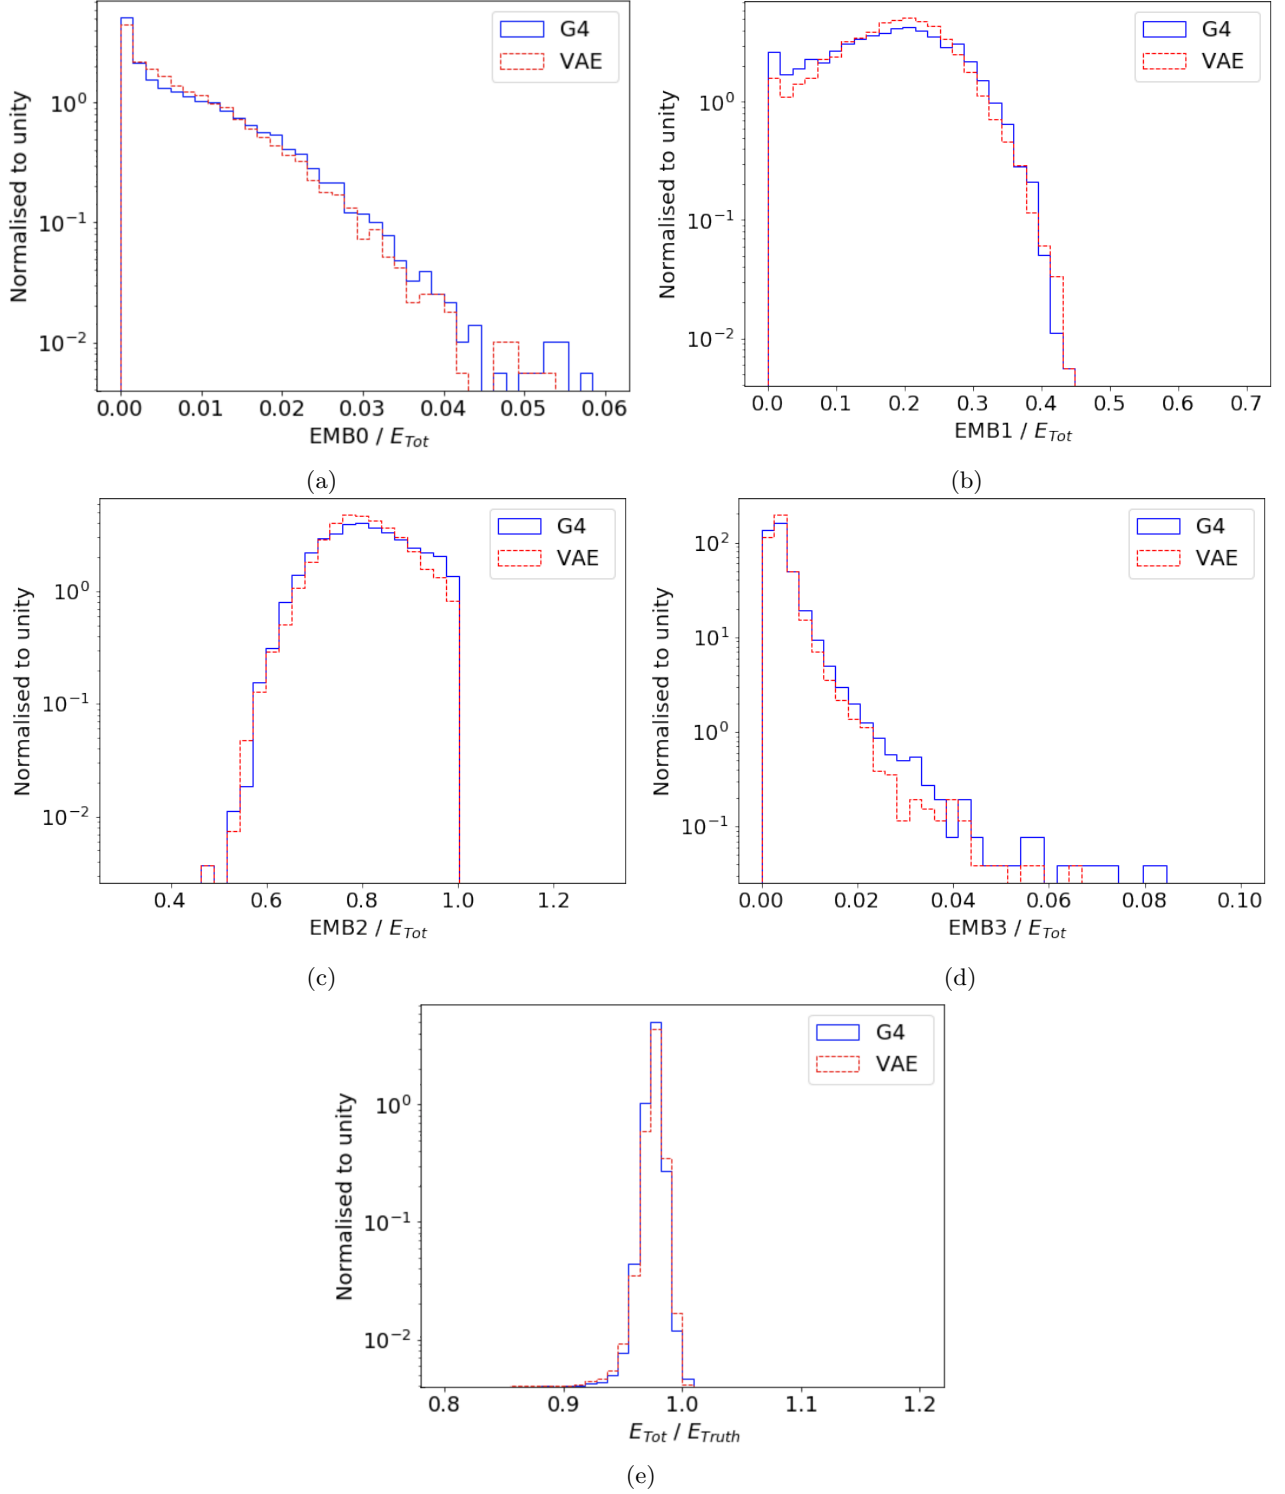 G4
VAE
Normalised to unity
10^0
10^-1
10^-2
0.00 0.01 0.02 0.03 0.04 0.05 0.06
EMB0 / E_Tot
(a)
G4
VAE
Normalised to unity
10^0
10^-1
10^-2
0.0 0.1 0.2 0.3 0.4 0.5 0.6 0.7
EMB1 / E_Tot
(b)
G4
VAE
Normalised to unity
10^0
10^-1
10^-2
0.4 0.6 0.8 1.0 1.2
EMB2 / E_Tot
(c)
G4
VAE
Normalised to unity
10^2
10^1
10^0
10^-1
0.00 0.02 0.04 0.06 0.08 0.10
EMB3 / E_Tot
(d)
G4
VAE
Normalised to unity
10^0
10^-1
10^-2
0.8 0.9 1.0 1.1 1.2
E_Tot / E_Truth
(e)